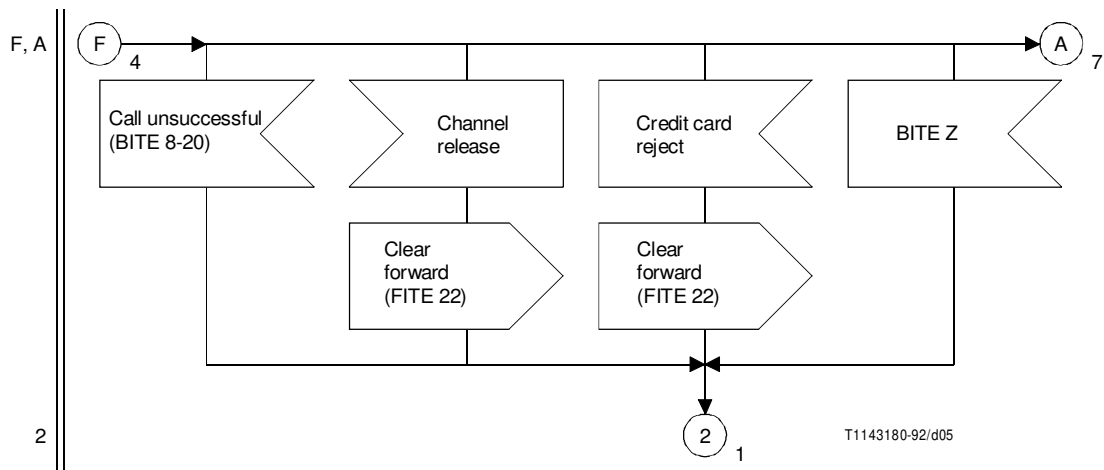 F, A
F
4
A
7
Call unsuccessful
(BITE 8-20)
Channel
release
Credit card
reject
BITE Z
Clear
forward
(FITE 22)
Clear
forward
(FITE 22)
2
2
1
T1143180-92/d05